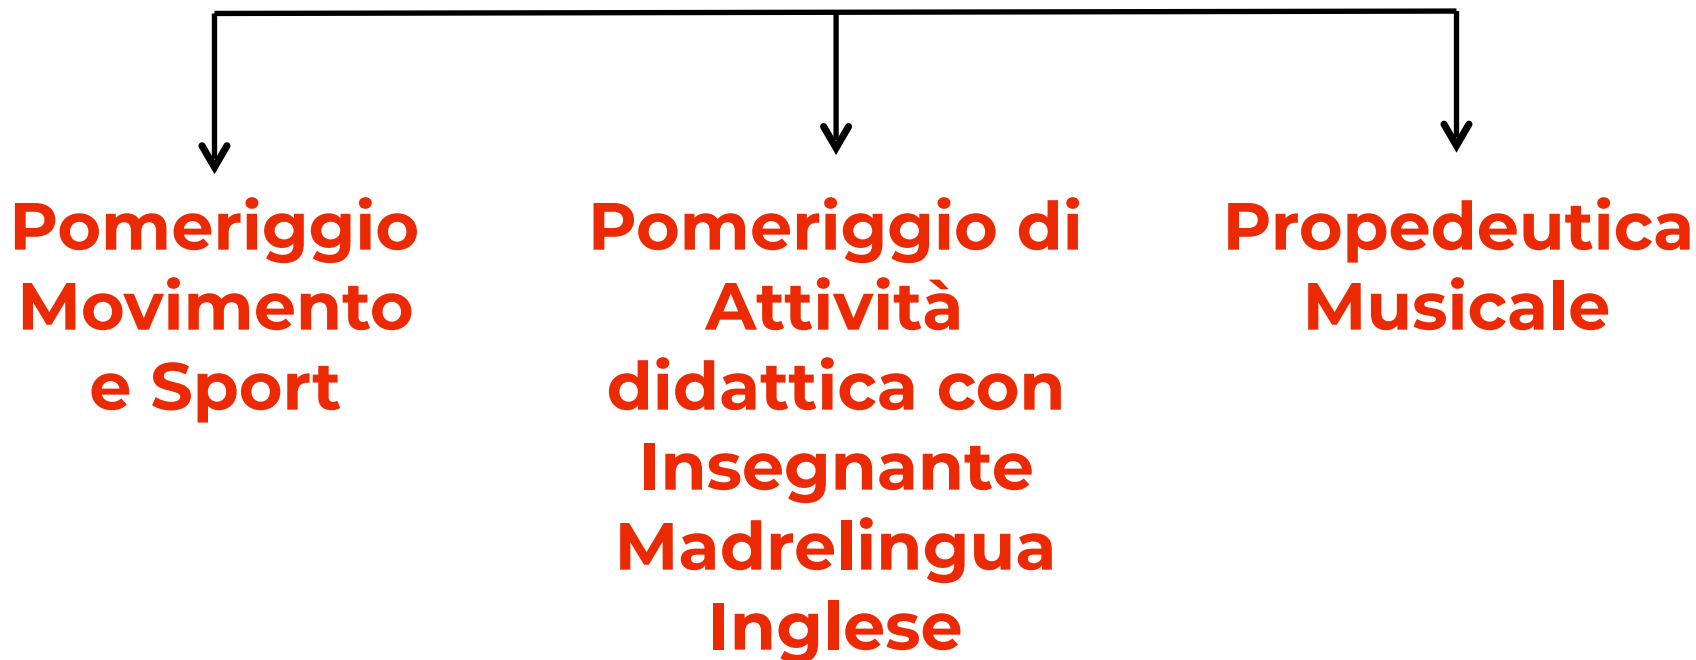 Pomeriggio
Movimento
e Sport
Pomeriggio di
Attività
didattica con
Insegnante
Madrelingua
Inglese
Propedeutica
Musicale